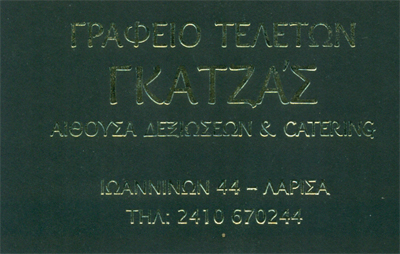 ΓΡΑΦΕΙΟ ΤΕΛΕΤΩΝ
ΓΚΑΤΖΑΣ
ΑΙΘΟΥΣΑ ΔΕΞΙΩΣΕΩΝ & CATERING
ΙΩΑΝΝΙΝΩΝ 44 – ΛΑΡΙΣΑ
ΤΗΛ: 2410 670244